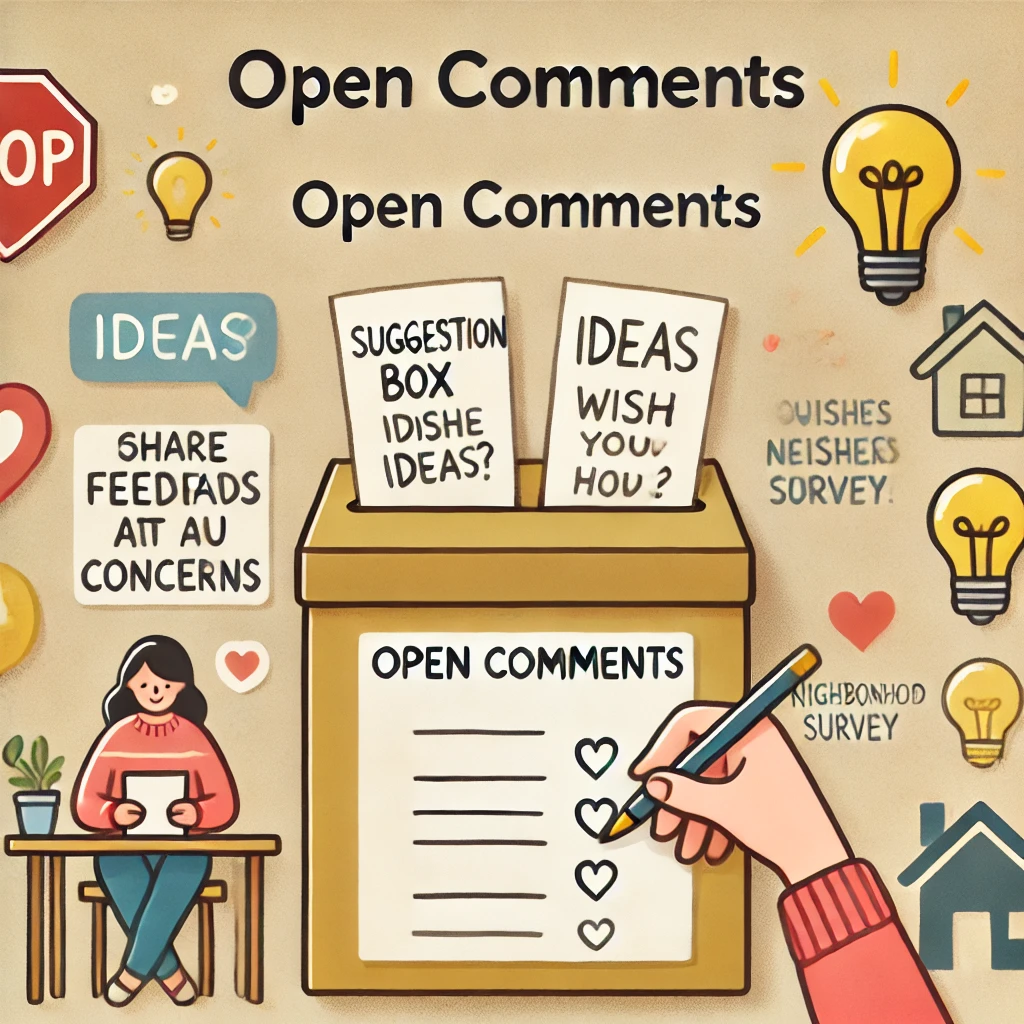 Open Comments
Open Comments
OP
IDEAS
SUGGESTION
BOX
IDISHE
IDEAS?
IDEAS
WISH
YOU
HOU ?
SHARE
FEEDFADS
AIT AU
CONCERNS
OUISHES
NEISHERS
SURVEY.
OPEN COMMENTS
NIGHBONHOD
SURVEY